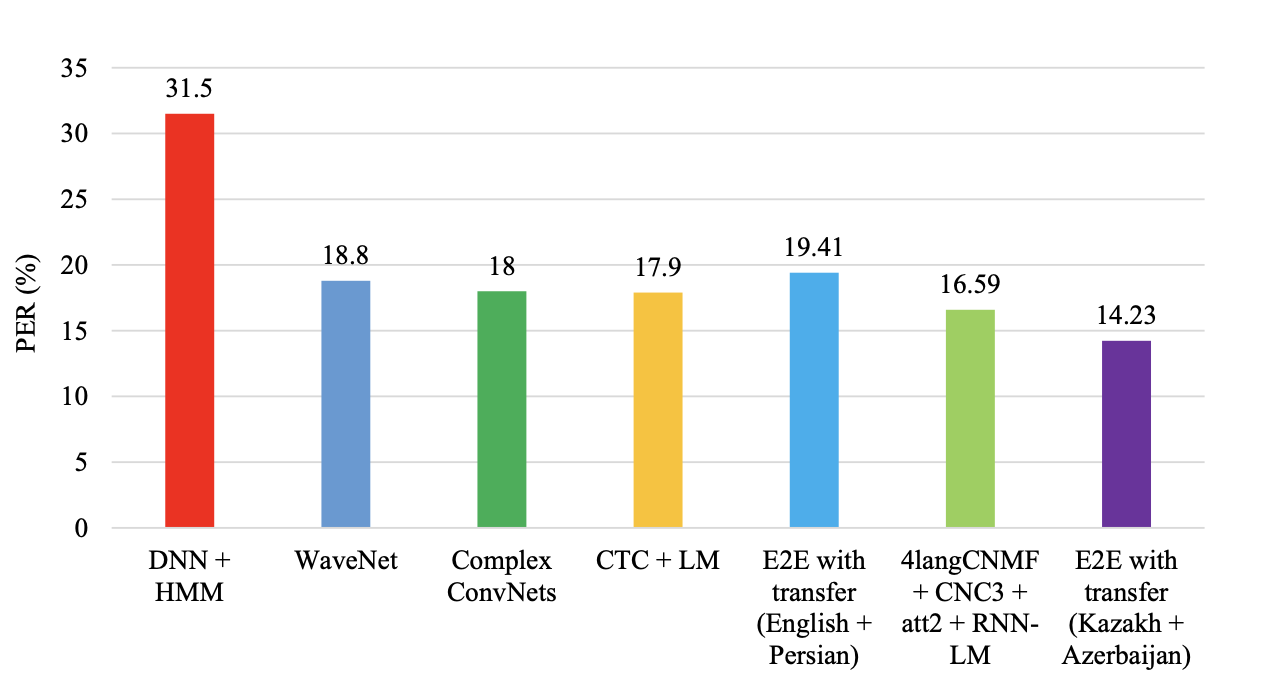 35
31.5
30
25
20
15
10
5
0
PER (%)
18.8
18
17.9
19.41
16.59
14.23
DNN +
HMM
WaveNet
Complex
ConvNets
CTC + LM
E2E with
transfer
(English +
Persian)
4langCNMF
+ CNC3 +
att2 + RNN-
LM
E2E with
transfer
(Kazakh +
Azerbaijan)